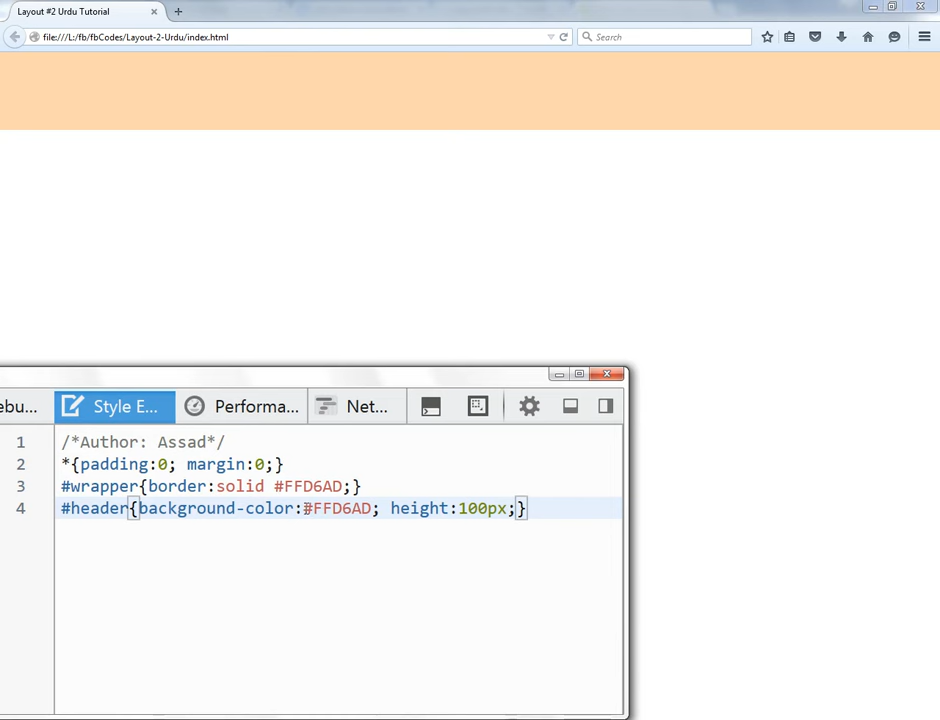 Layout #2 Urdu Tutorial
file:///L:/fb/fbCodes/Layout-2-Urdu/index.html
Search
ebu... Style E... Performa... Net...
1 /*Author: Assad*/
2 *{padding:0; margin:0;}
3 #wrapper{border:solid #FFD6AD;}
4 #header{background-color:#FFD6AD; height:100px;}